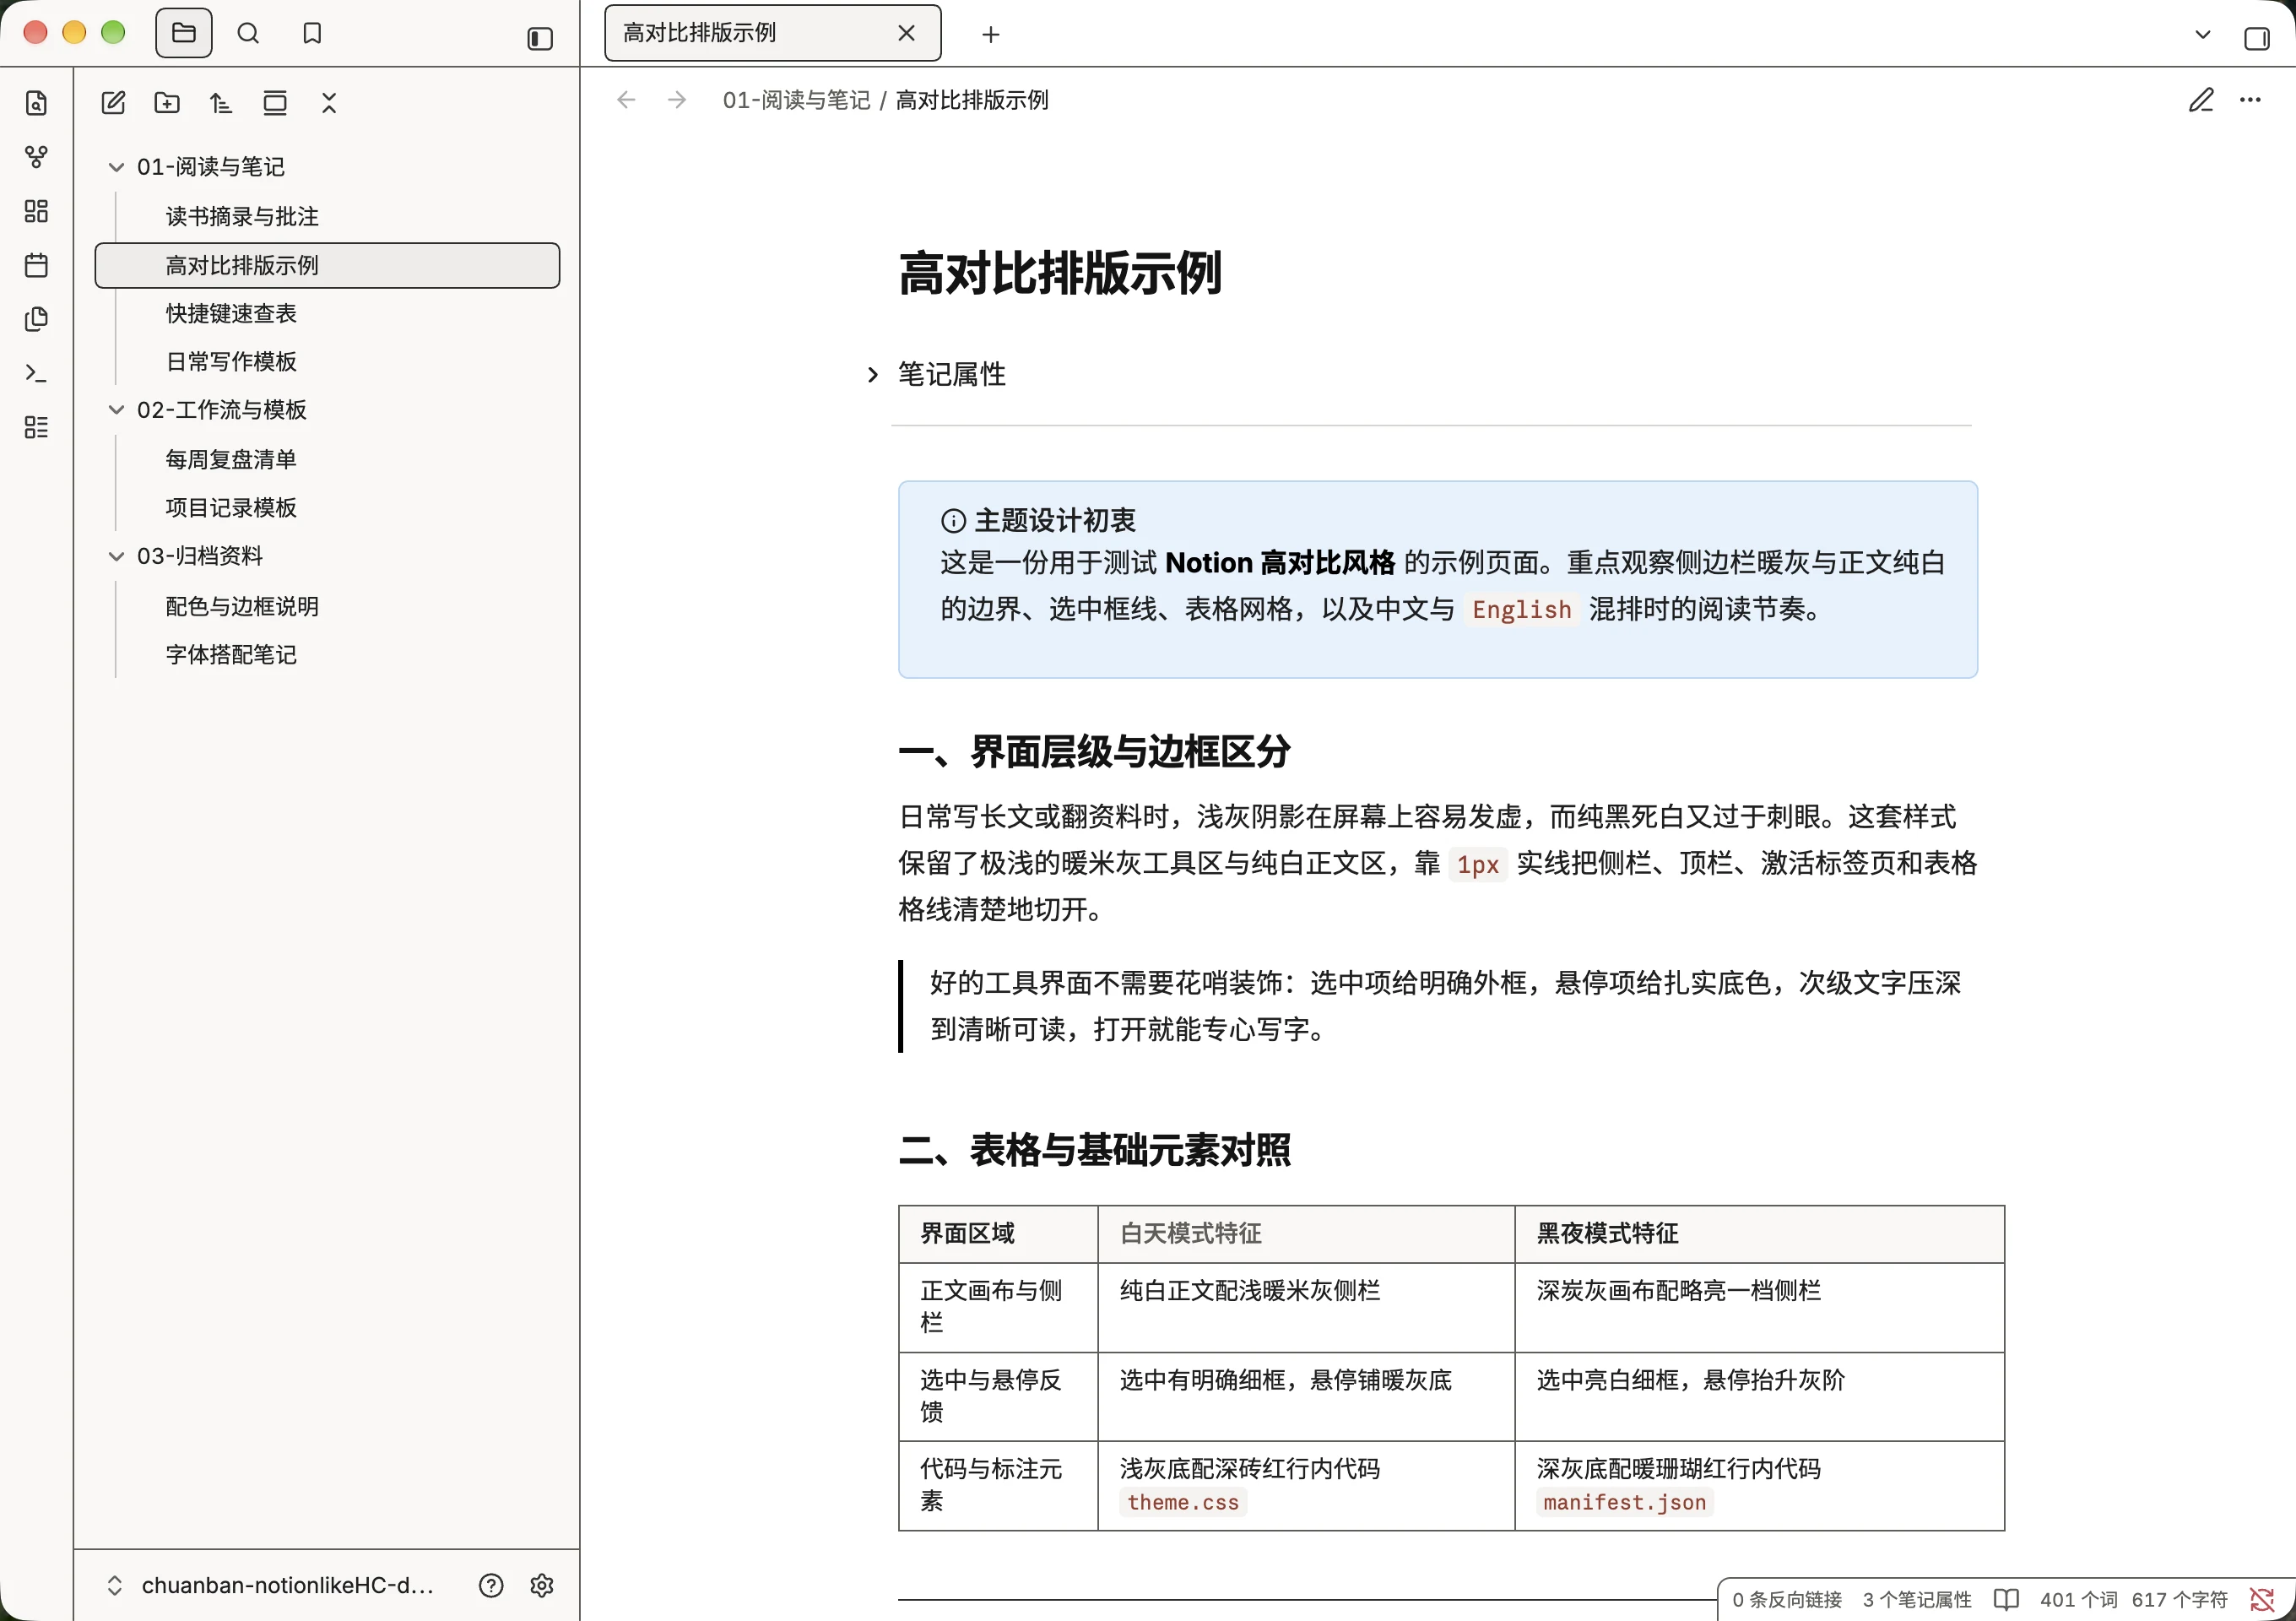 高对比排版示例
01-阅读与笔记 / 高对比排版示例
01-阅读与笔记
读书摘录与批注
高对比排版示例
快捷键速查表
日常写作模板
02-工作流与模板
每周复盘清单
项目记录模板
03-归档资料
配色与边框说明
字体搭配笔记
chuanban-notionlikeHC-d...
高对比排版示例
笔记属性
主题设计初衷
这是一份用于测试 Notion 高对比风格 的示例页面。重点观察侧边栏暖灰与正文纯白
的边界、选中框线、表格网格，以及中文与 English 混排时的阅读节奏。
一、界面层级与边框区分
日常写长文或翻资料时，浅灰阴影在屏幕上容易发虚，而纯黑死白又过于刺眼。这套样式
保留了极浅的暖米灰工具区与纯白正文区，靠 1px 实线把侧栏、顶栏、激活标签页和表格
格线清楚地切开。
好的工具界面不需要花哨装饰：选中项给明确外框，悬停项给扎实底色，次级文字压深
到清晰可读，打开就能专心写字。
二、表格与基础元素对照
界面区域 白天模式特征 黑夜模式特征
正文画布与侧 纯白正文配浅暖米灰侧栏 深炭灰画布配略亮一档侧栏
栏
选中与悬停反 选中有明确细框，悬停铺暖灰底 选中亮白细框，悬停抬升灰阶
馈
代码与标注元 浅灰底配深砖红行内代码 深灰底配暖珊瑚红行内代码
素 theme.css manifest.json
0 条反向链接 3 个笔记属性 401 个词 617 个字符